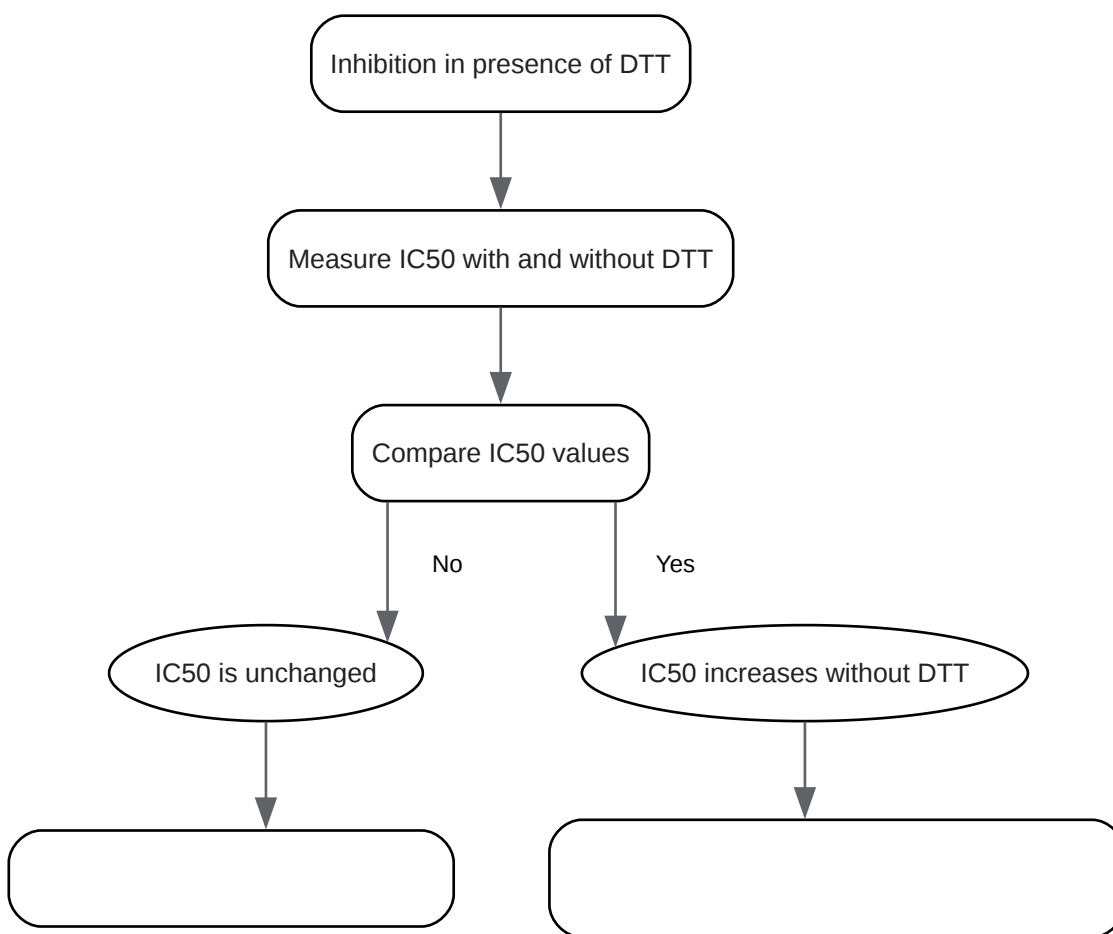 Inhibition in presence of DTT
Measure IC50 with and without DTT
Compare IC50 values
No
Yes
IC50 is unchanged
IC50 increases without DTT